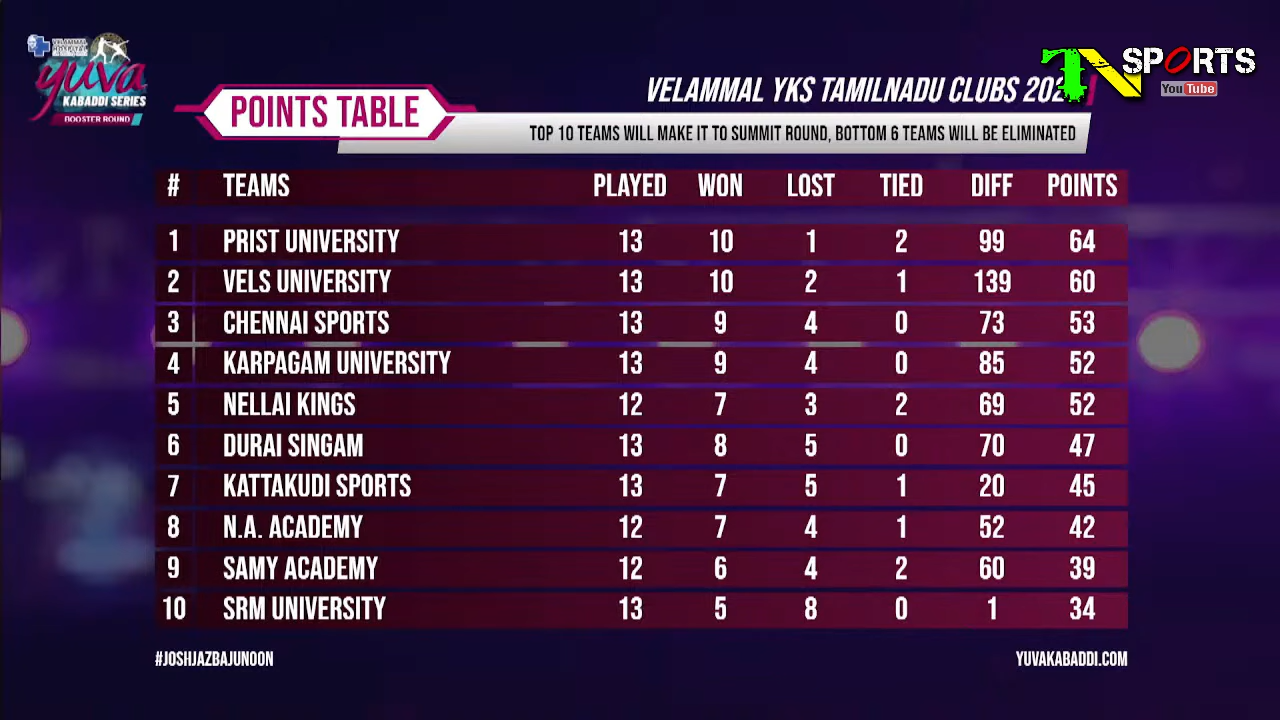 VELAMMAL
HOSPITAL
yuva
KABADDI SERIES
BOOSTER ROUND
TN SPORTS
YouTube
VELAMMAL YKS TAMILNADU CLUBS 202
POINTS TABLE
TOP 10 TEAMS WILL MAKE IT TO SUMMIT ROUND, BOTTOM 6 TEAMS WILL BE ELIMINATED
# TEAMS PLAYED WON LOST TIED DIFF POINTS
1 PRIST UNIVERSITY 13 10 1 2 99 64
2 VELS UNIVERSITY 13 10 2 1 139 60
3 CHENNAI SPORTS 13 9 4 0 73 53
4 KARPAGAM UNIVERSITY 13 9 4 0 85 52
5 NELLAI KINGS 12 7 3 2 69 52
6 DURAI SINGAM 13 8 5 0 70 47
7 KATTAKUDI SPORTS 13 7 5 1 20 45
8 N.A. ACADEMY 12 7 4 1 52 42
9 SAMY ACADEMY 12 6 4 2 60 39
10 SRM UNIVERSITY 13 5 8 0 1 34
#JOSHJAZBAJUNOON YUVAKABADDI.COM